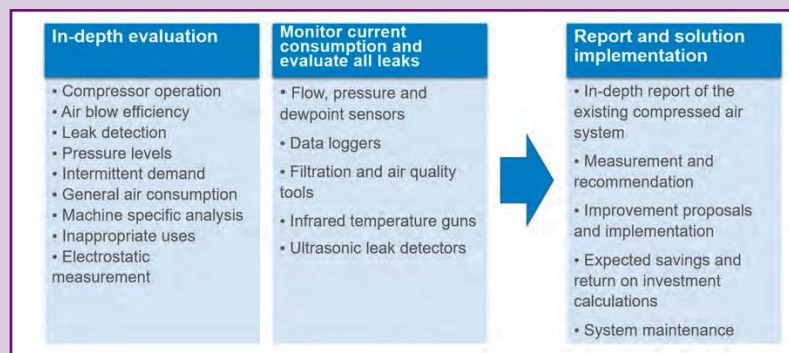 In-depth evaluation
• Compressor operation
• Air blow efficiency
• Leak detection
• Pressure levels
• Intermittent demand
• General air consumption
• Machine specific analysis
• Inappropriate uses
• Electrostatic
measurement
Monitor current
consumption and
evaluate all leaks
• Flow, pressure and
dewpoint sensors
• Data loggers
• Filtration and air quality
tools
• Infrared temperature guns
• Ultrasonic leak detectors
Report and solution
implementation
• In-depth report of the
existing compressed air
system
• Measurement and
recommendation
• Improvement proposals
and implementation
• Expected savings and
return on investment
calculations
• System maintenance